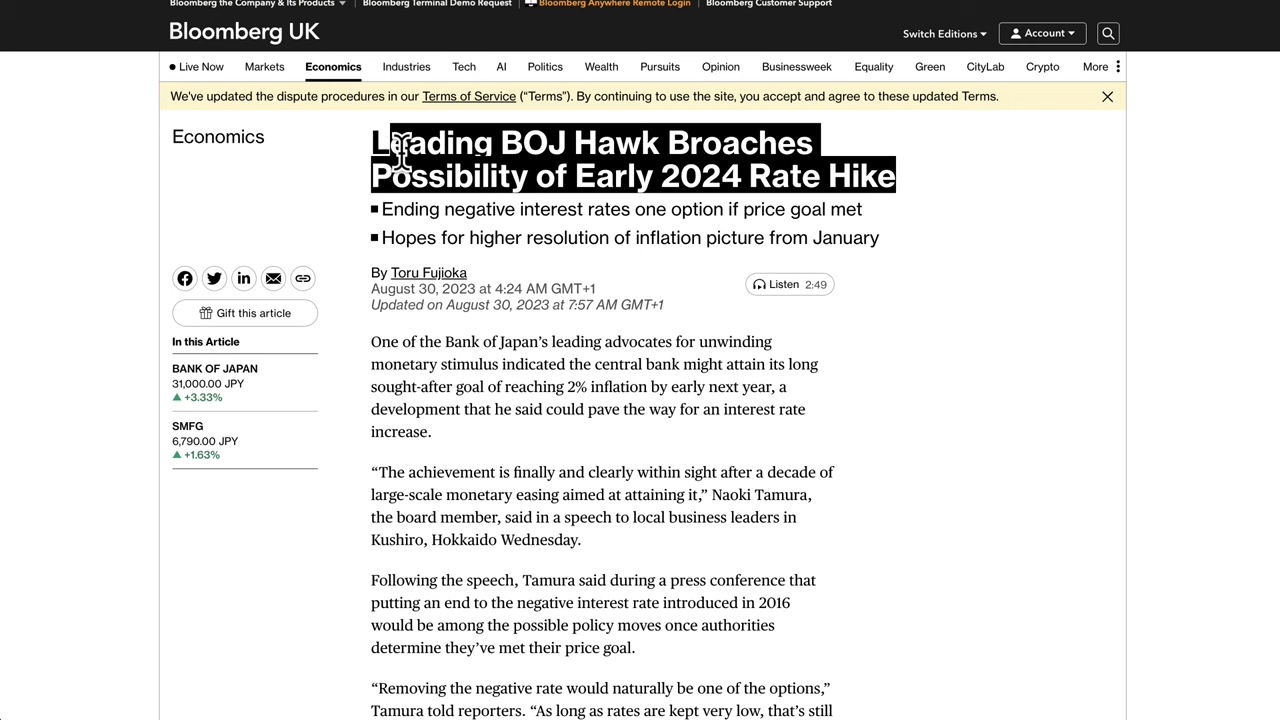 Bloomberg the Company & Its Products
Bloomberg Terminal Demo Request
Bloomberg Anywhere Remote Login
Bloomberg Customer Support
Bloomberg UK
Switch Editions
Account
Live Now
Markets
Economics
Industries
Tech
AI
Politics
Wealth
Pursuits
Opinion
Businessweek
Equality
Green
CityLab
Crypto
More
We've updated the dispute procedures in our Terms of Service (“Terms”). By continuing to use the site, you accept and agree to these updated Terms.
Economics
Leading BOJ Hawk Broaches
Possibility of Early 2024 Rate Hike
Ending negative interest rates one option if price goal met
Hopes for higher resolution of inflation picture from January
By Toru Fujioka
August 30, 2023 at 4:24 AM GMT+1
Updated on August 30, 2023 at 7:57 AM GMT+1
Listen 2:49
Gift this article
In this Article
BANK OF JAPAN
31,000.00 JPY
+3.33%
SMFG
6,790.00 JPY
+1.63%
One of the Bank of Japan’s leading advocates for unwinding
monetary stimulus indicated the central bank might attain its long
sought-after goal of reaching 2% inflation by early next year, a
development that he said could pave the way for an interest rate
increase.
“The achievement is finally and clearly within sight after a decade of
large-scale monetary easing aimed at attaining it,” Naoki Tamura,
the board member, said in a speech to local business leaders in
Kushiro, Hokkaido Wednesday.
Following the speech, Tamura said during a press conference that
putting an end to the negative interest rate introduced in 2016
would be among the possible policy moves once authorities
determine they’ve met their price goal.
“Removing the negative rate would naturally be one of the options,”
Tamura told reporters. “As long as rates are kept very low, that’s still